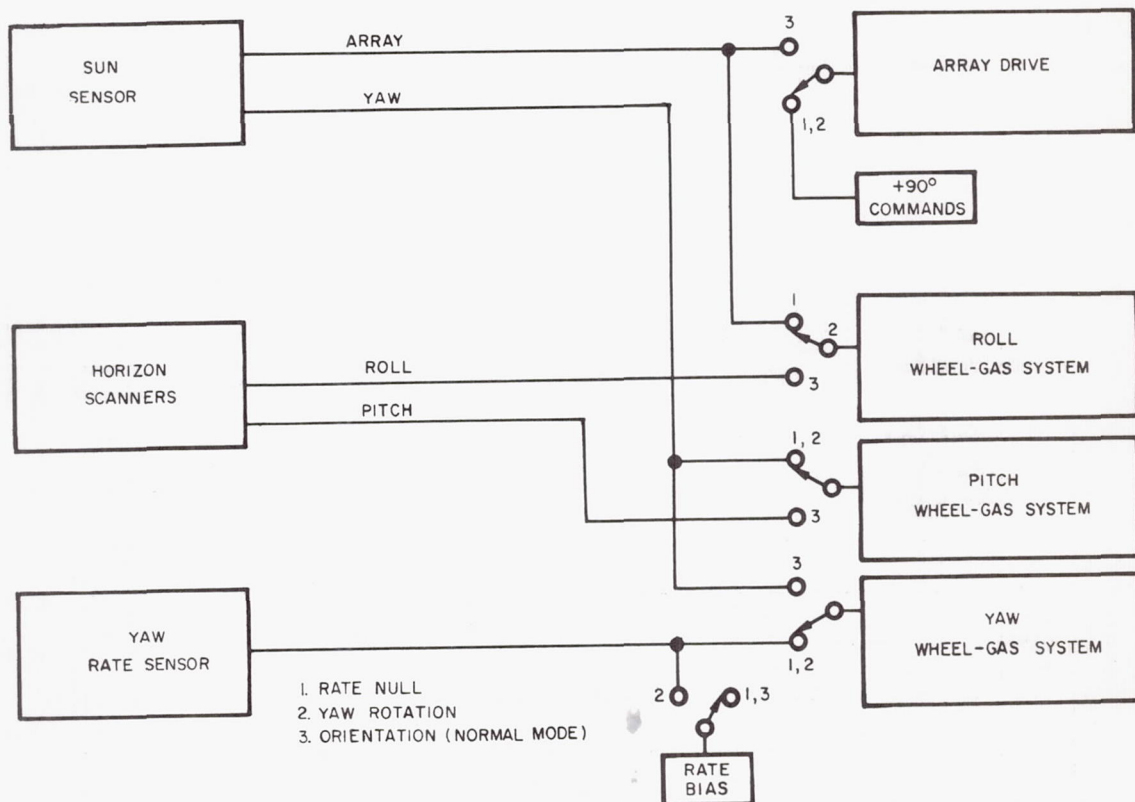 SUN
SENSOR
ARRAY
YAW
3
1,2
ARRAY DRIVE
+90°
COMMANDS
HORIZON
SCANNERS
ROLL
PITCH
1
2
3
ROLL
WHEEL-GAS SYSTEM
1, 2
3
PITCH
WHEEL-GAS SYSTEM
3
1,2
YAW
WHEEL-GAS SYSTEM
YAW
RATE SENSOR
2
1,3
RATE
BIAS
1. RATE NULL
2. YAW ROTATION
3. ORIENTATION (NORMAL MODE)